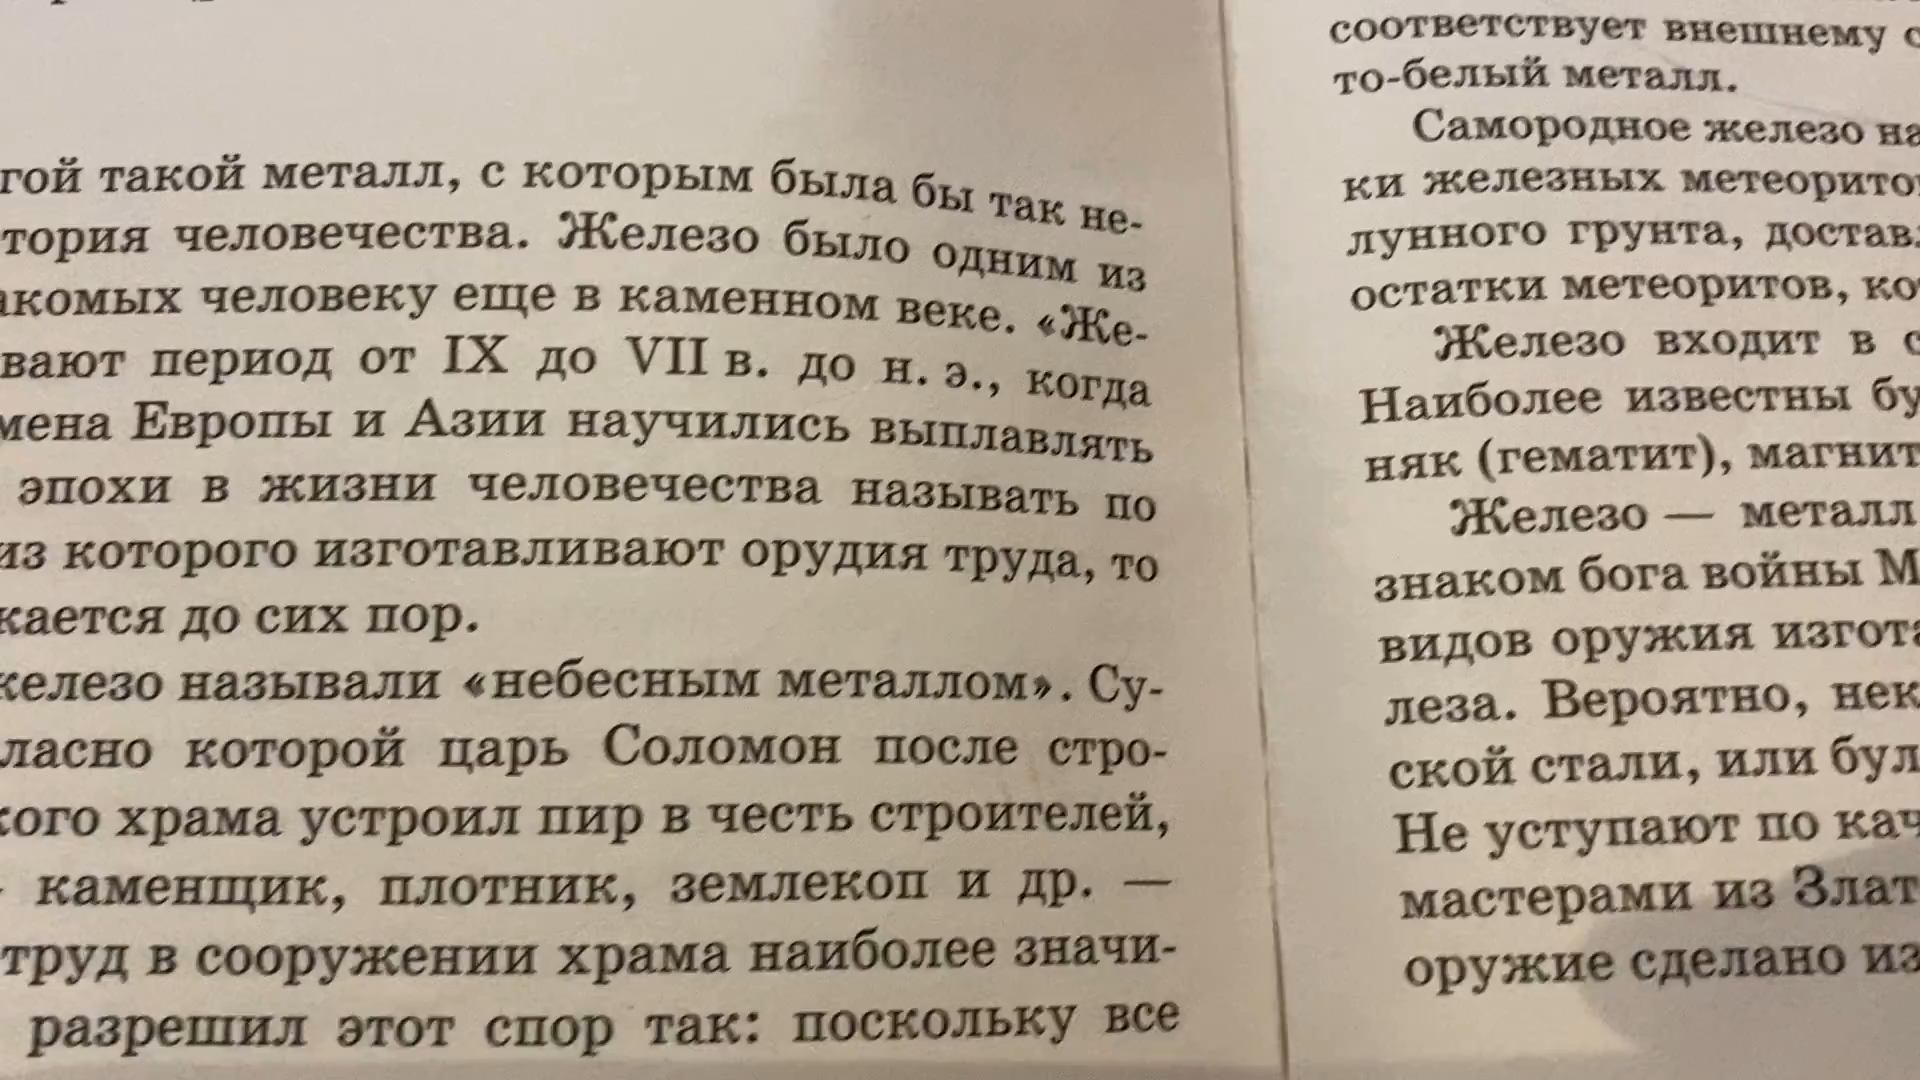 гой такой металл, с которым была бы так не-
тория человечества. Железо было одним из
акомых человеку еще в каменном веке. «Же-
вают период от IX до VII в. до н. э., когда
мена Европы и Азии научились выплавлять
эпохи в жизни человечества называть по
из которого изготавливают орудия труда, то
кается до сих пор.
железо называли «небесным металлом». Су-
ласно которой царь Соломон после стро-
кого храма устроил пир в честь строителей,
каменщик, плотник, землекоп и др. —
труд в сооружении храма наиболее значи-
разрешил этот спор так: поскольку все
соответствует внешнему с
то-белый металл.
Самородное железо на
ки железных метеорито
лунного грунта, достав
остатки метеоритов, ко
Железо входит в с
Наиболее известны бу
няк (гематит), магнит
Железо — металл
знаком бога войны М
видов оружия изгот
леза. Вероятно, нек
ской стали, или бул
Не уступают по кач
мастерами из Злат
оружие сделано из